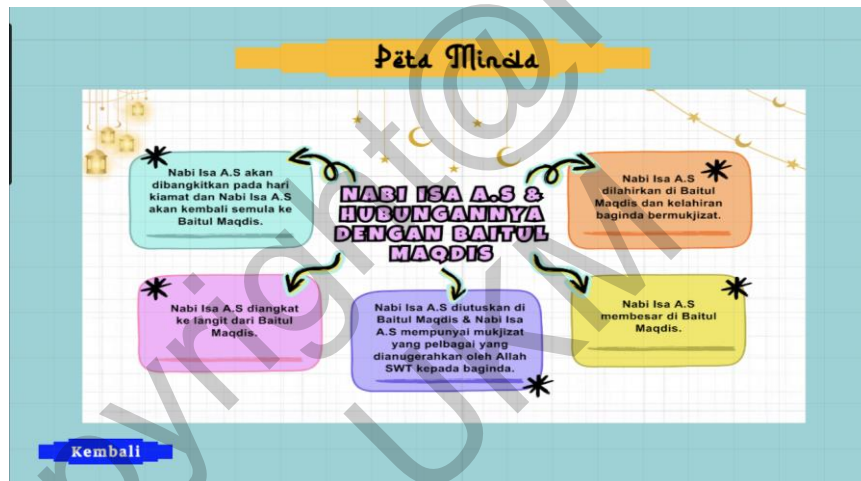 Peta Minda
NABI ISA A.S &
HUBUNGANNYA
DENGAN BAITUL
MAQDIS
Nabi Isa A.S akan
dibangkitkan pada hari
kiamat dan Nabi Isa A.S
akan kembali semula ke
Baitul Maqdis.
Nabi Isa A.S
dilahirkan di Baitul
Maqdis dan kelahiran
baginda bermukjizat.
Nabi Isa A.S diangkat
ke langit dari Baitul
Maqdis.
Nabi Isa A.S diutuskan di
Baitul Maqdis & Nabi Isa
A.S mempunyai mukjizat
yang pelbagai yang
dianugerahkan oleh Allah
SWT kepada baginda.
Nabi Isa A.S
membesar di Baitul
Maqdis.
Kembali
pyright@
UKM